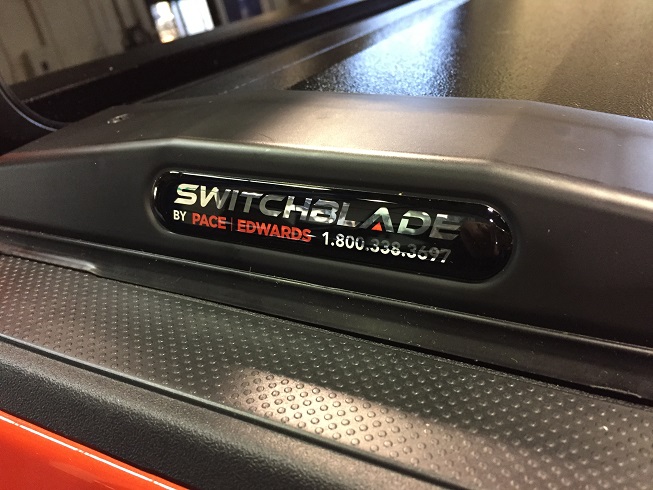 SWITCHBLADE
BY PACE | EDWARDS 1.800.338.3697